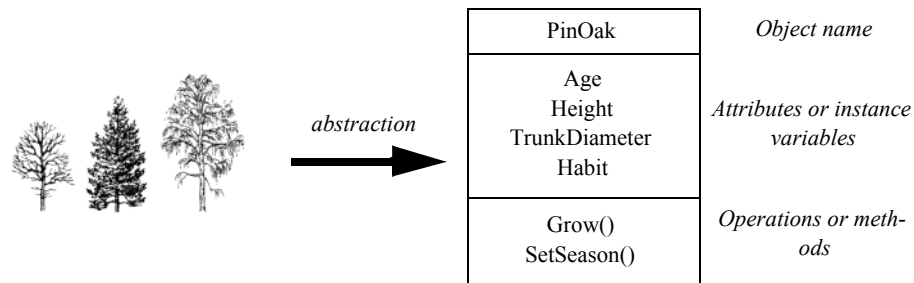 PinOak
Object name
abstraction
Age
Height
TrunkDiameter
Habit
Attributes or instance
variables
Grow()
SetSeason()
Operations or meth-
ods